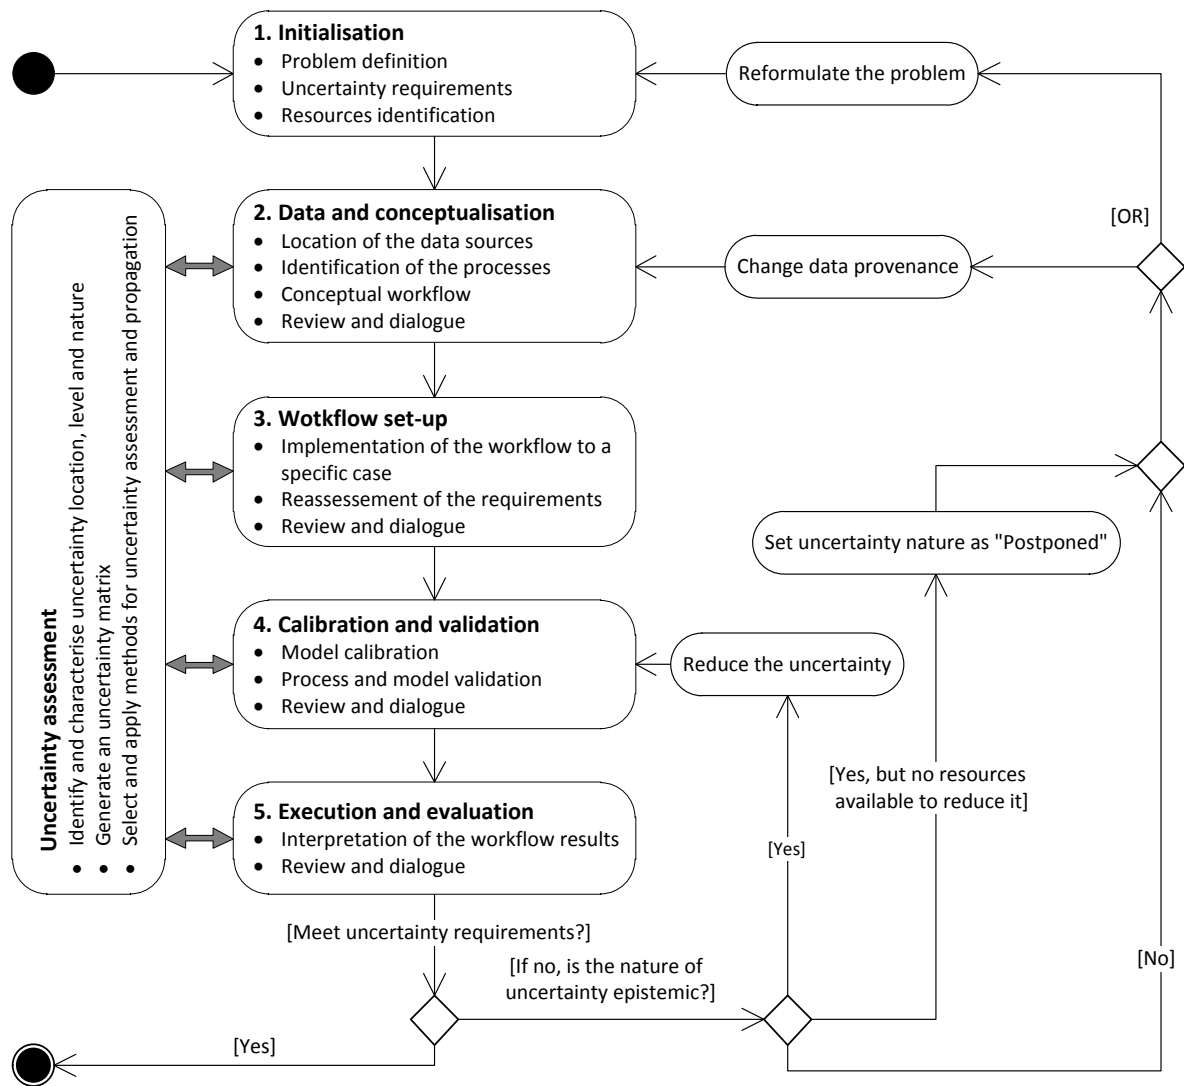 1. Initialisation
• Problem definition
• Uncertainty requirements
• Resources identification
Reformulate the problem
2. Data and conceptualisation
• Location of the data sources
• Identification of the processes
• Conceptual workflow
• Review and dialogue
Change data provenance
[OR]
Uncertainty assessment
• Identify and characterise uncertainty location, level and nature
• Generate an uncertainty matrix
• Select and apply methods for uncertainty assessment and propagation
3. Wotkflow set-up
• Implementation of the workflow to a
specific case
• Reassessement of the requirements
• Review and dialogue
Set uncertainty nature as "Postponed"
4. Calibration and validation
• Model calibration
• Process and model validation
• Review and dialogue
Reduce the uncertainty
[Yes, but no resources
available to reduce it]
5. Execution and evaluation
• Interpretation of the workflow results
• Review and dialogue
[Yes]
[Meet uncertainty requirements?]
[If no, is the nature of
uncertainty epistemic?]
[No]
[Yes]